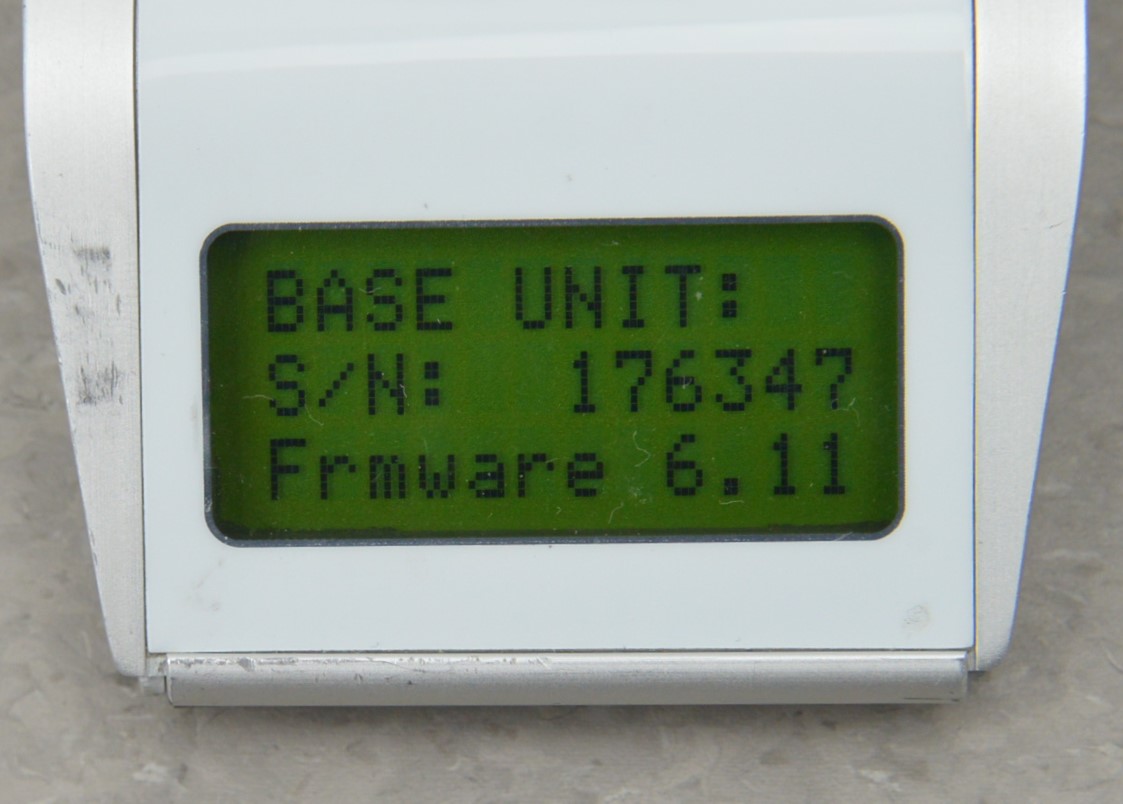 BASE UNIT:
S/N: 176347
Frmware 6.11